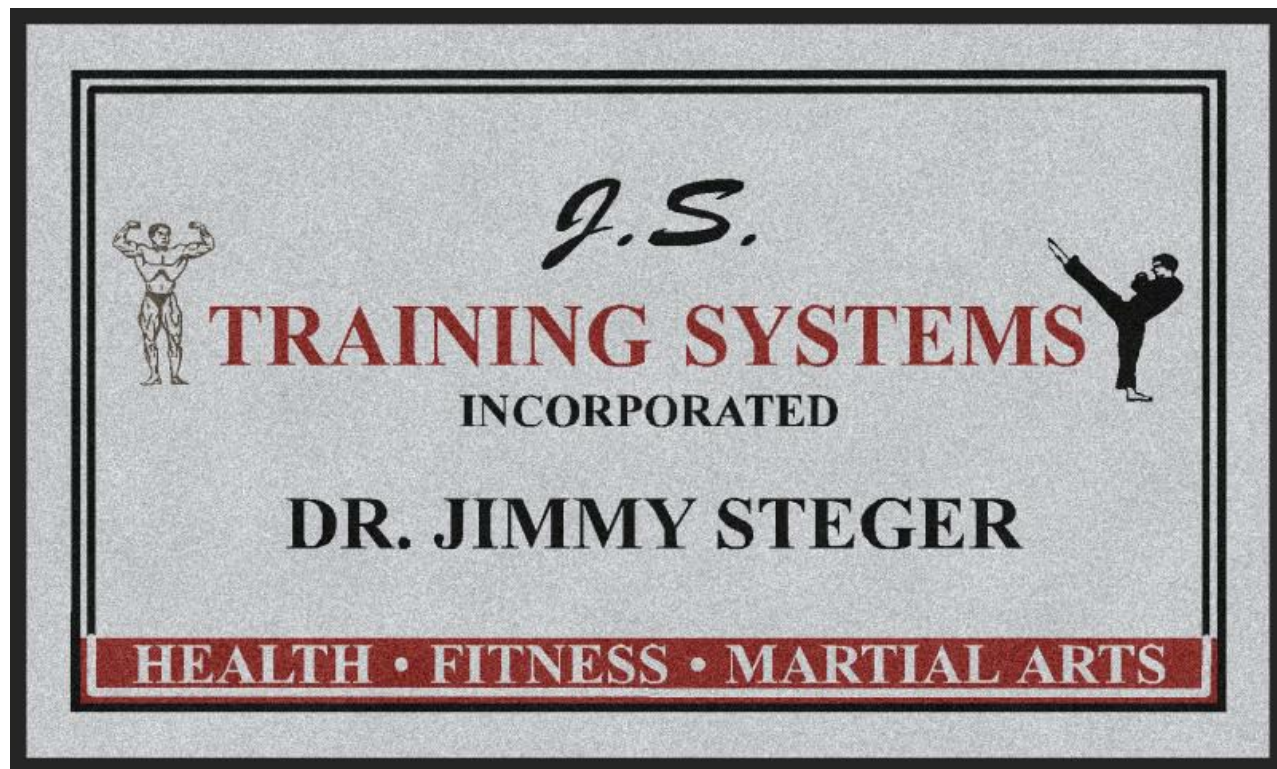 J.S.
TRAINING SYSTEMS
INCORPORATED
DR. JIMMY STEGER
HEALTH • FITNESS • MARTIAL ARTS